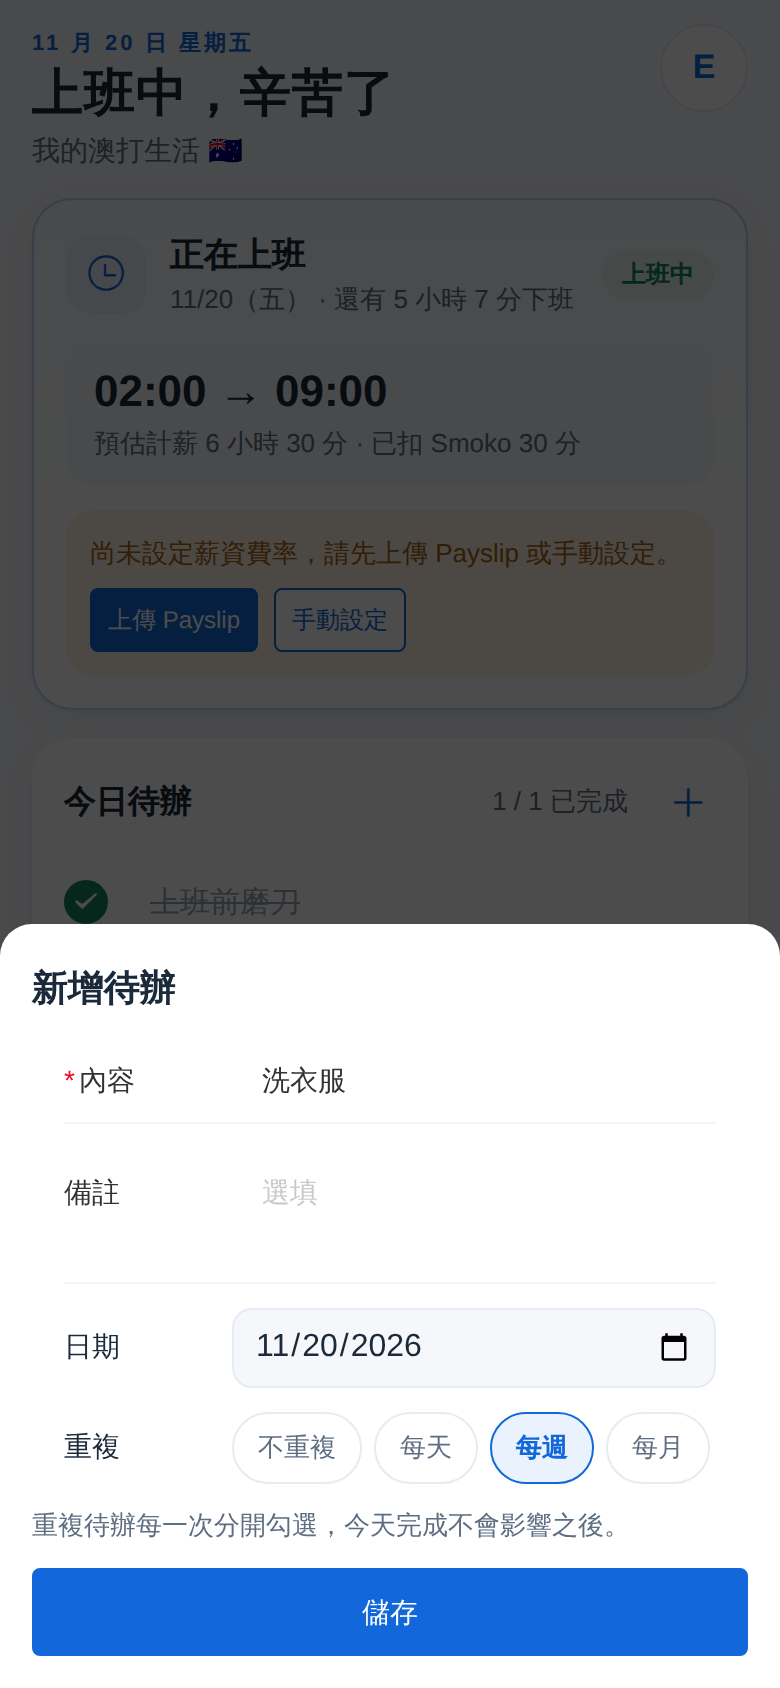 11 月 20 日 星期五
上班中，辛苦了
E
我的澳打生活 🇦🇺
正在上班
11/20（五） · 還有 5 小時 7 分下班
上班中
02:00 → 09:00
預估計薪 6 小時 30 分 · 已扣 Smoko 30 分
尚未設定薪資費率，請先上傳 Payslip 或手動設定。
上傳 Payslip
手動設定
今日待辦
1 / 1 已完成
上班前磨刀
新增待辦
*內容
洗衣服
備註
選填
日期
11/20/2026
重複
不重複
每天
每週
每月
重複待辦每一次分開勾選，今天完成不會影響之後。
儲存